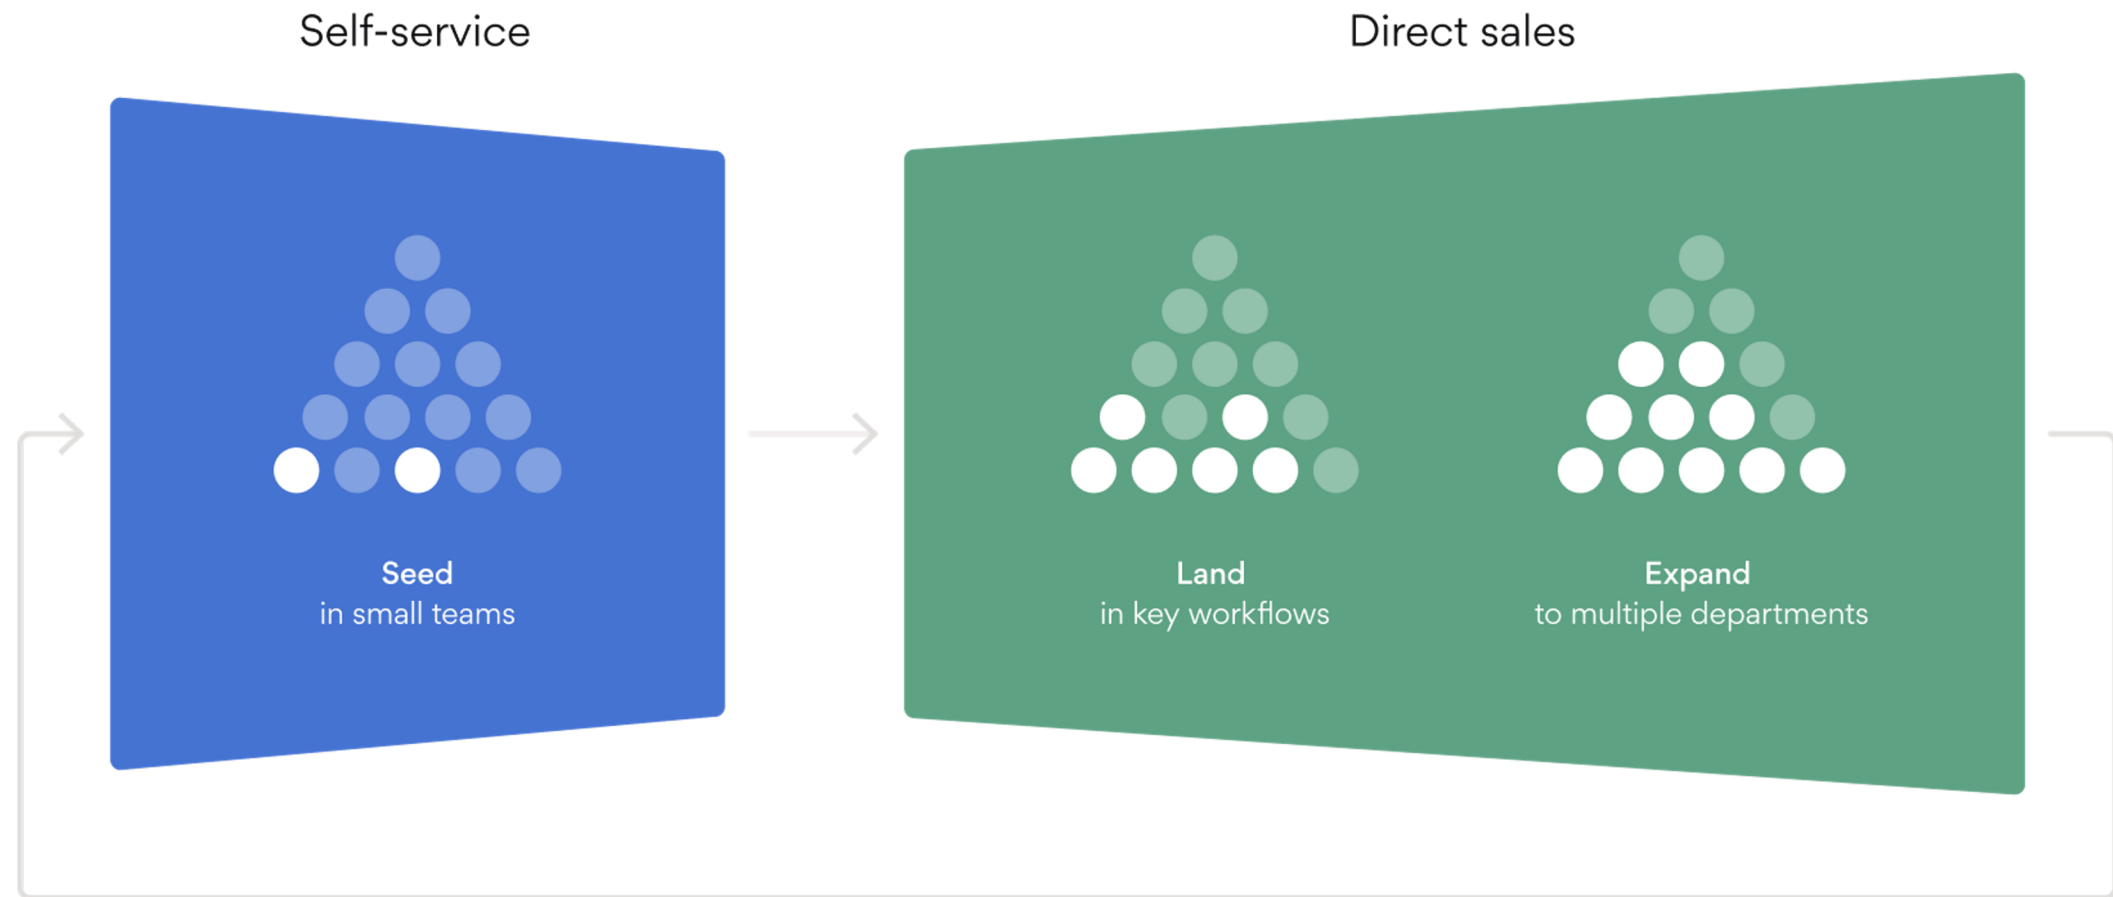 Self-service
Direct sales
Seed
in small teams
Land
in key workflows
Expand
to multiple departments